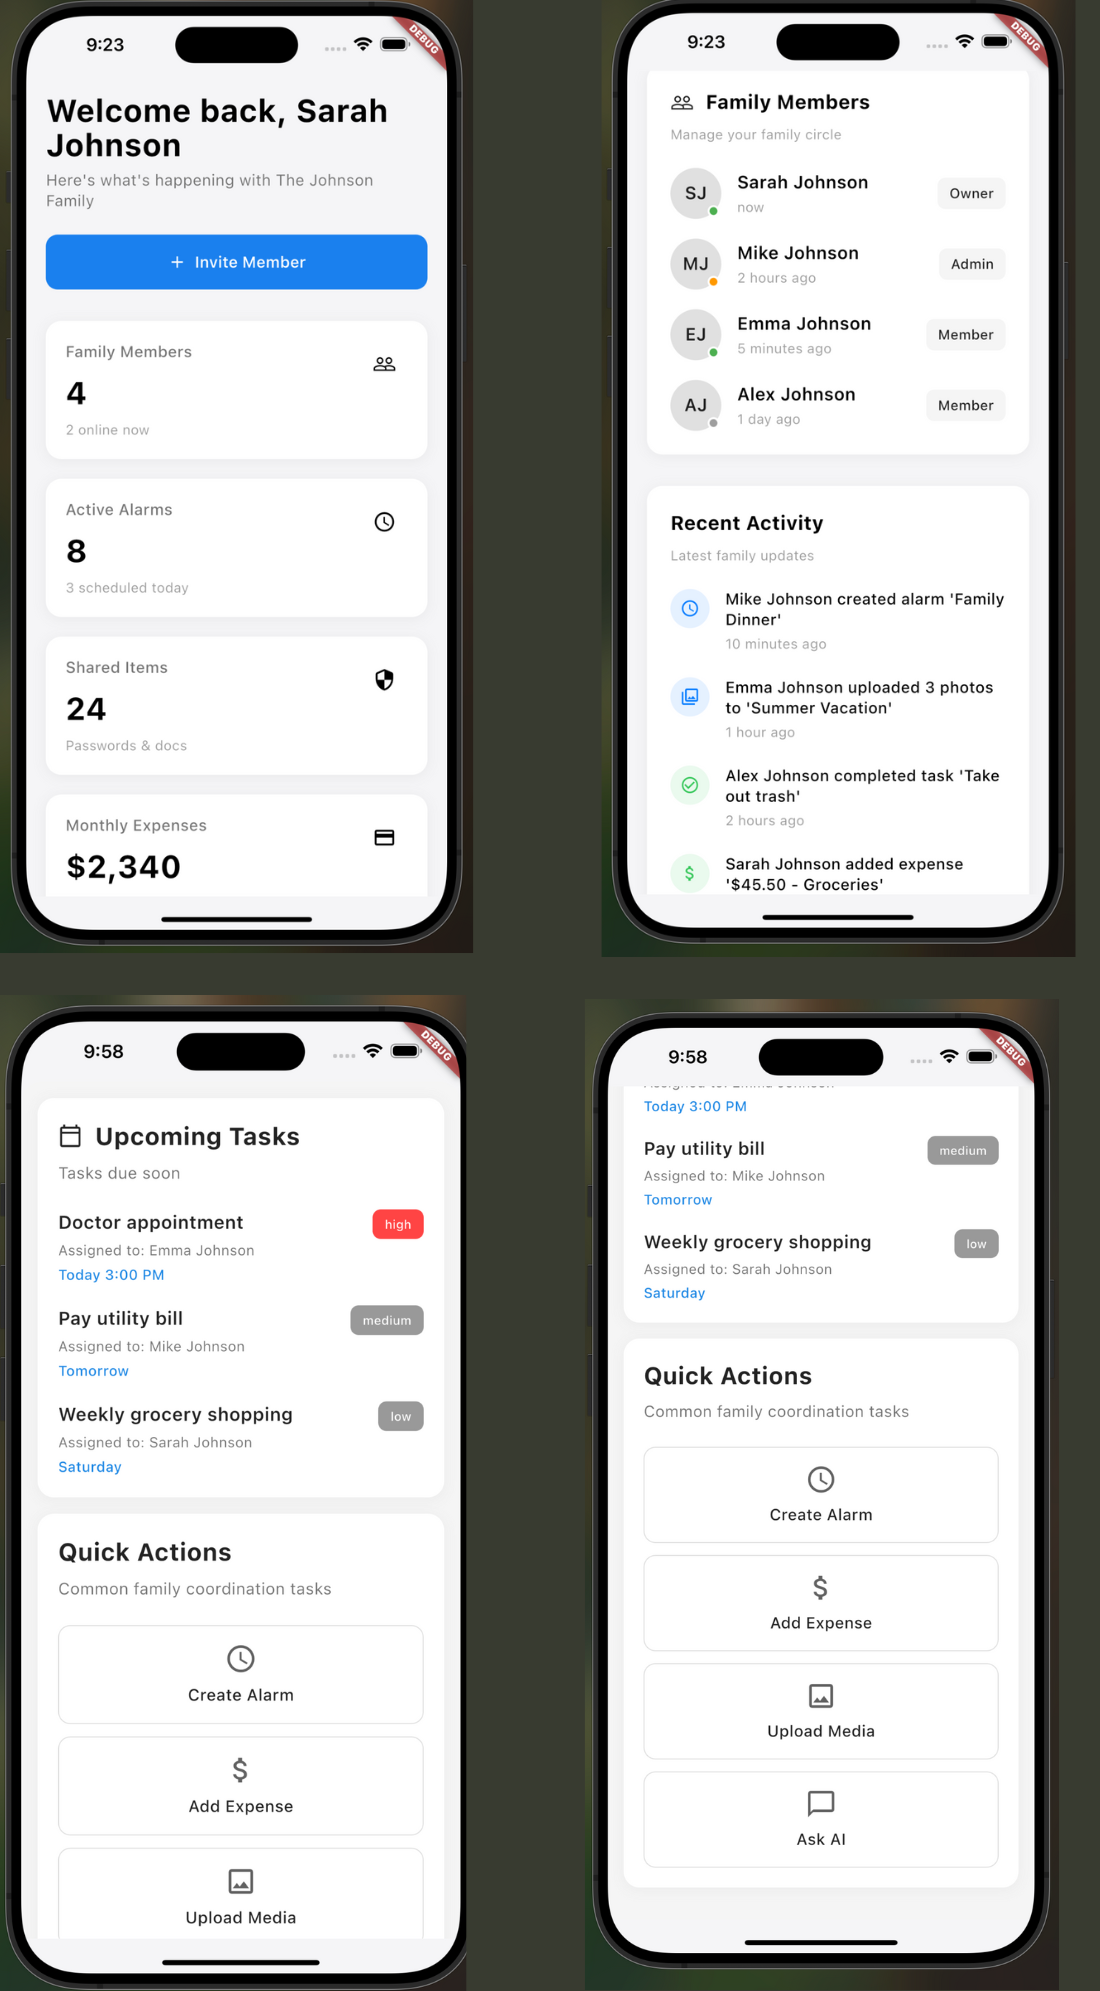 9:23
DEBUG
Welcome back, Sarah
Johnson
Here's what's happening with The Johnson
Family
+ Invite Member
Family Members
4
2 online now
Active Alarms
8
3 scheduled today
Shared Items
24
Passwords & docs
Monthly Expenses
$2,340
9:23
DEBUG
Family Members
Manage your family circle
SJ
Sarah Johnson
now
Owner
MJ
Mike Johnson
2 hours ago
Admin
EJ
Emma Johnson
5 minutes ago
Member
AJ
Alex Johnson
1 day ago
Member
Recent Activity
Latest family updates
Mike Johnson created alarm 'Family
Dinner'
10 minutes ago
Emma Johnson uploaded 3 photos
to 'Summer Vacation'
1 hour ago
Alex Johnson completed task 'Take
out trash'
2 hours ago
$
Sarah Johnson added expense
'$45.50 - Groceries'
9:58
DEBUG
Upcoming Tasks
Tasks due soon
Doctor appointment
high
Assigned to: Emma Johnson
Today 3:00 PM
Pay utility bill
medium
Assigned to: Mike Johnson
Tomorrow
Weekly grocery shopping
low
Assigned to: Sarah Johnson
Saturday
Quick Actions
Common family coordination tasks
Create Alarm
$
Add Expense
Upload Media
9:58
DEBUG
Assigned to: Emma Johnson
Today 3:00 PM
Pay utility bill
medium
Assigned to: Mike Johnson
Tomorrow
Weekly grocery shopping
low
Assigned to: Sarah Johnson
Saturday
Quick Actions
Common family coordination tasks
Create Alarm
$
Add Expense
Upload Media
Ask AI